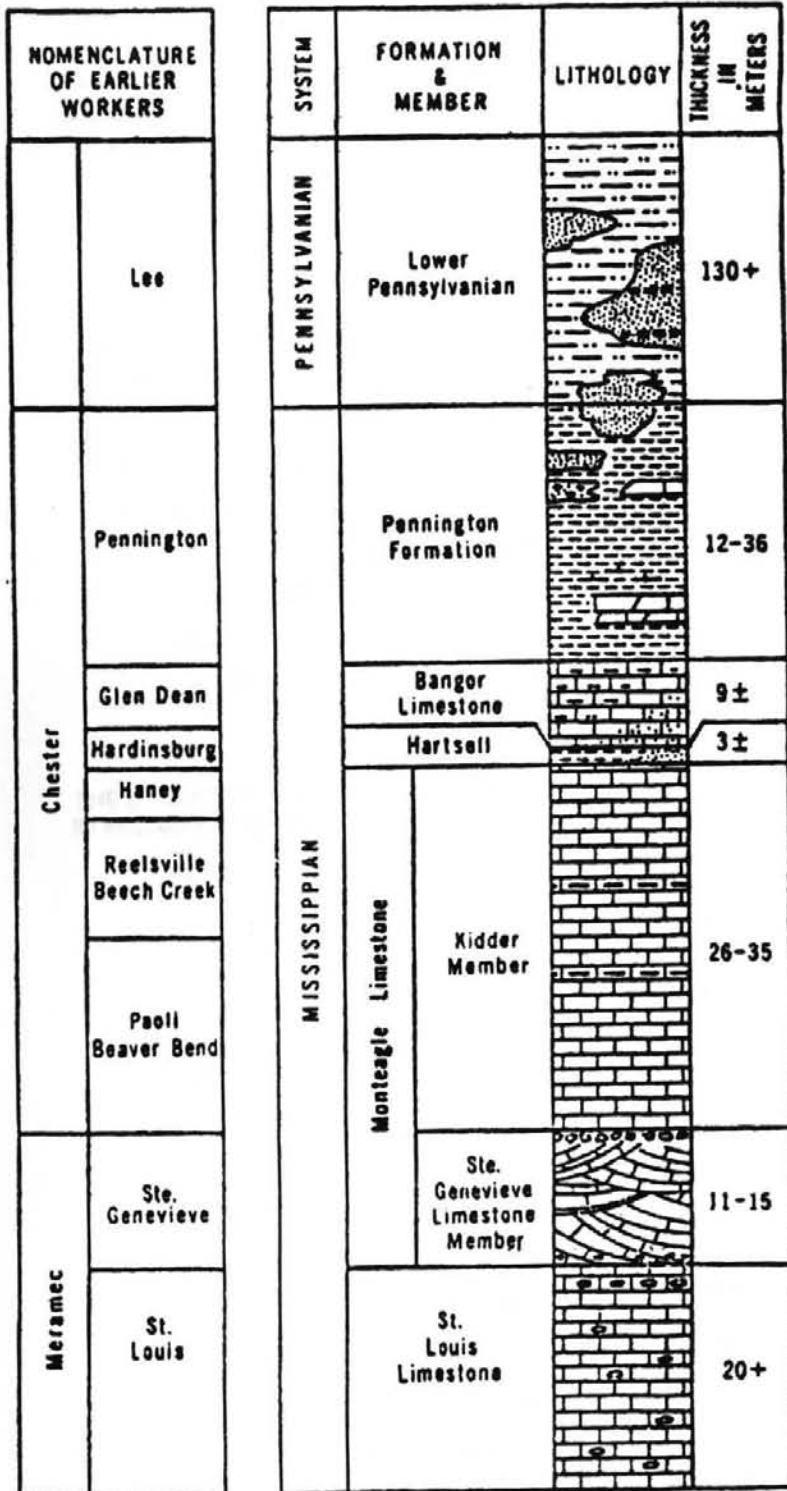 NOMENCLATURE
OF EARLIER
WORKERS
SYSTEM
FORMATION
&
MEMBER
LITHOLOGY
THICKNESS
IN
METERS
Lee
PENNSYLVANIAN
Lower
Pennsylvanian
130+
Chester
Pennington
Pennington
Formation
12-36
Glen Dean
Bangor
Limestone
9±
Hardinsburg
Hartsell
3±
Haney
Reelsville
Beech Creek
Paoli
Beaver Bend
MISSISSIPPIAN
Monteagle Limestone
Kidder
Member
26-35
Meramec
Ste.
Genevieve
Ste.
Genevieve
Limestone
Member
11-15
St.
Louis
St.
Louis
Limestone
20+